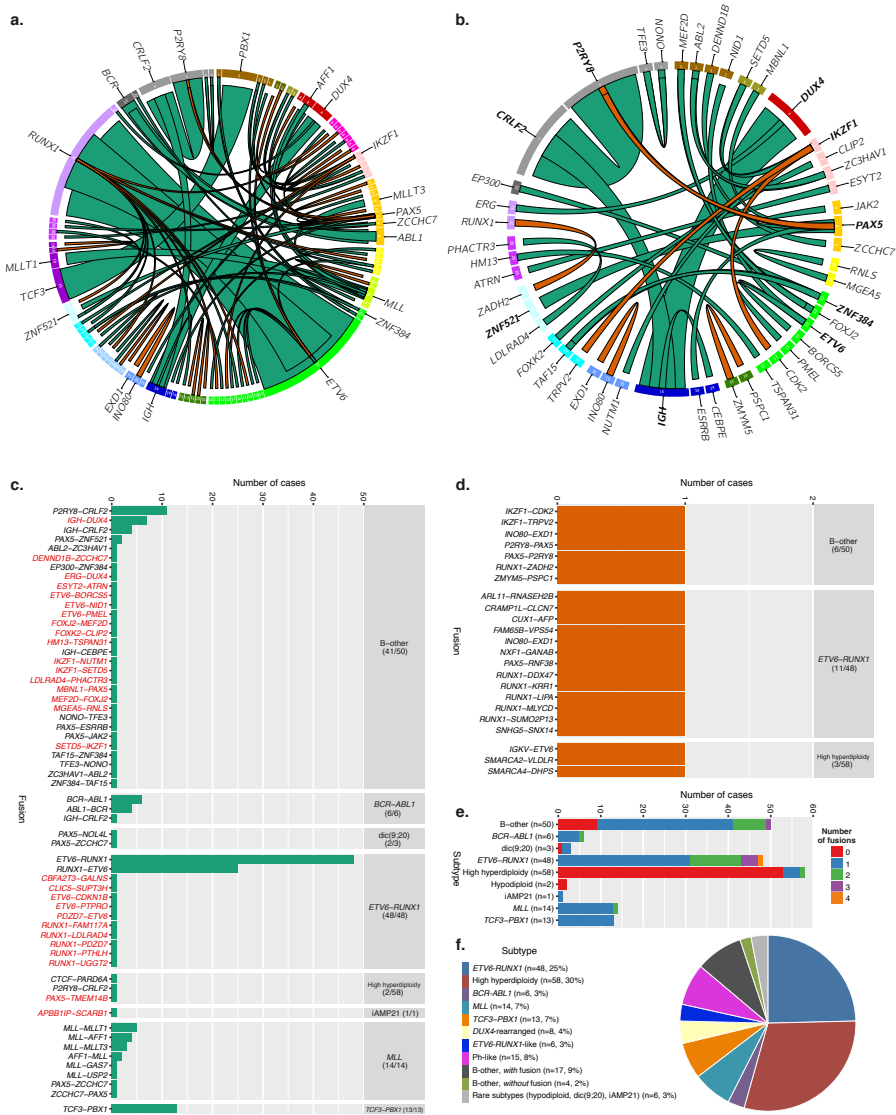 a.
b.
BCR
CRLF2
P2RY8
PBX1
AFF1
DUX4
IKZF1
MLLT3
PAX5
ZCCHC7
ABL1
MLL
ZNF384
ETV6
IGH
INO80
EXD1
ZNF521
TCF3
MLLT1
RUNX1
P2RY8
TFE3
NONO
MEF2D
ABL2
DENND1B
NID1
SETD5
MBNL1
DUX4
IKZF1
CLIP2
ZC3HAV1
ESYT2
JAK2
PAX5
ZCCHC7
RNLS
MGEA5
ZNF384
FOXJ2
ETV6
BORCS5
PMEL
CDK2
TSPAN31
PSPC1
ZMYM5
CEBPE
ESRRB
IGH
NUTM1
INO80
EXD1
TRPV2
TAF15
FOXK2
LDLRAD4
ZNF521
ZADH2
ATRN
HM13
PHACTR3
RUNX1
ERG
EP300
CRLF2
c.
Number of cases
0 10 20 30 40 50
Fusion
P2RY8–CRLF2
IGH–DUX4
IGH–CRLF2
PAX5–ZNF521
ABL2–ZC3HAV1
DENND1B–ZCCHC7
EP300–ZNF384
ERG–DUX4
ESYT2–ATRN
ETV6–BORCS5
ETV6–NID1
ETV6–PMEL
FOXJ2–MEF2D
FOXK2–CLIP2
HM13–TSPAN31
IGH–CEBPE
IKZF1–NUTM1
IKZF1–SETD5
LDLRAD4–PHACTR3
MBNL1–PAX5
MEF2D–FOXJ2
MGEA5–RNLS
NONO–TFE3
PAX5–ESRRB
PAX5–JAK2
SETD5–IKZF1
TAF15–ZNF384
TFE3–NONO
ZC3HAV1–ABL2
ZNF384–TAF15
B–other
(41/50)
BCR–ABL1
ABL1–BCR
IGH–CRLF2
BCR–ABL1
(6/6)
PAX5–NOL4L
PAX5–ZCCHC7
dic(9;20)
(2/3)
ETV6–RUNX1
RUNX1–ETV6
CBFA2T3–GALNS
CLIC5–SUPT3H
ETV6–CDKN1B
ETV6–PTPRO
PDZD7–ETV6
RUNX1–FAM117A
RUNX1–LDLRAD4
RUNX1–PDZD7
RUNX1–PTHLH
RUNX1–UGGT2
ETV6–RUNX1
(48/48)
CTCF–PARD6A
P2RY8–CRLF2
PAX5–TMEM14B
High hyperdiploidy
(2/58)
APBB1IP–SCARB1
iAMP21 (1/1)
MLL–MLLT1
MLL–AFF1
MLL–MLLT3
AFF1–MLL
MLL–GAS7
MLL–USP2
PAX5–ZCCHC7
ZCCHC7–PAX5
MLL
(14/14)
TCF3–PBX1
TCF3–PBX1 (13/13)
d.
Number of cases
0 1 2
Fusion
IKZF1–CDK2
IKZF1–TRPV2
INO80–EXD1
P2RY8–PAX5
PAX5–P2RY8
RUNX1–ZADH2
ZMYM5–PSPC1
B–other
(6/50)
ARL11–RNASEH2B
CRAMP1L–CLCN7
CUX1–AFP
FAM65B–VPS54
INO80–EXD1
NXF1–GANAB
PAX5–RNF38
RUNX1–DDX47
RUNX1–KRR1
RUNX1–LIPA
RUNX1–MLYCD
RUNX1–SUMO2P13
SNHG5–SNX14
ETV6–RUNX1
(11/48)
IGKV–ETV6
SMARCA2–VLDLR
SMARCA4–DHPS
High hyperdiploidy
(3/58)
e.
Number of cases
0 10 20 30 40 50 60
Subtype
B–other (n=50)
BCR–ABL1 (n=6)
dic(9;20) (n=3)
ETV6–RUNX1 (n=48)
High hyperdiploidy (n=58)
Hypodiploid (n=2)
iAMP21 (n=1)
MLL (n=14)
TCF3–PBX1 (n=13)
Number
of fusions
0
1
2
3
4
f.
Subtype
ETV6-RUNX1 (n=48, 25%)
High hyperdiploidy (n=58, 30%)
BCR-ABL1 (n=6, 3%)
MLL (n=14, 7%)
TCF3-PBX1 (n=13, 7%)
DUX4-rearranged (n=8, 4%)
ETV6-RUNX1-like (n=6, 3%)
Ph-like (n=15, 8%)
B-other, with fusion (n=17, 9%)
B-other, without fusion (n=4, 2%)
Rare subtypes (hypodiploid, dic(9;20), iAMP21) (n=6, 3%)